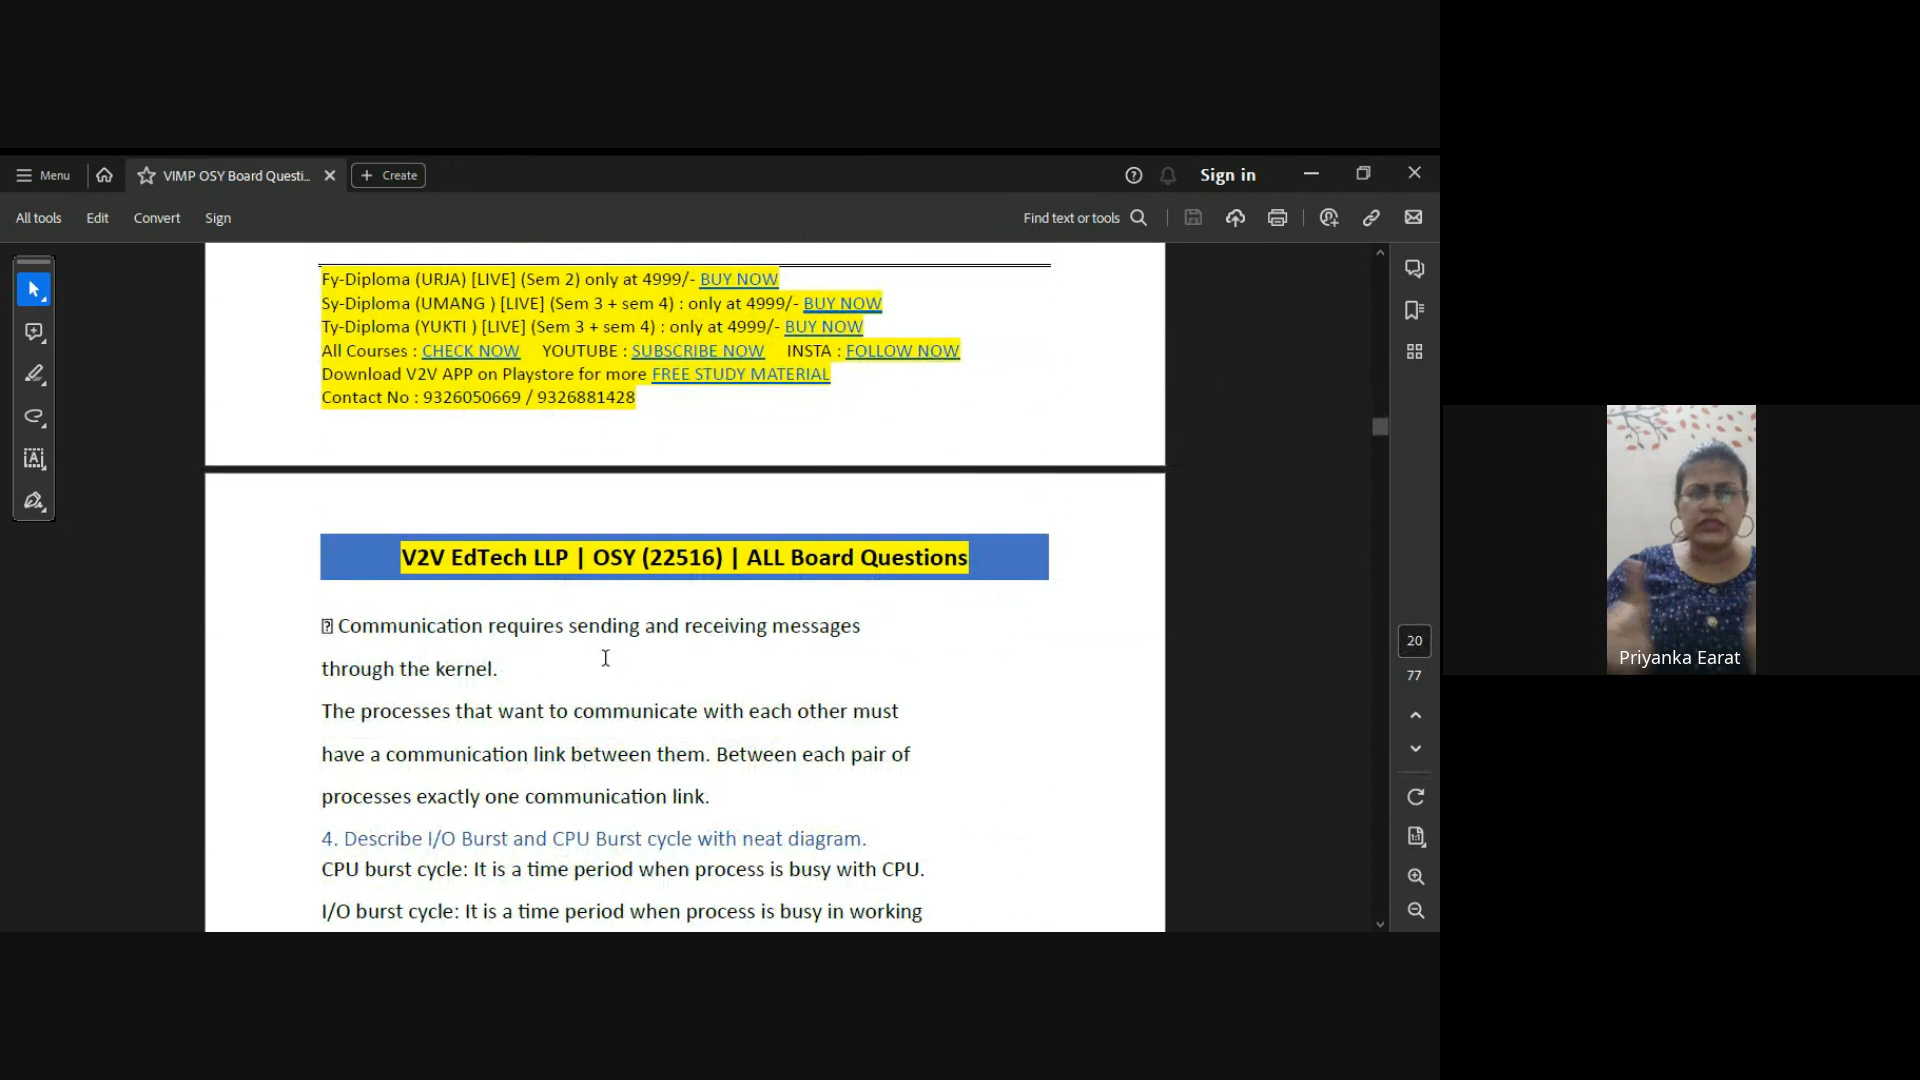 Menu
VIMP OSY Board Questi...
Create
Sign in
All tools
Edit
Convert
Sign
Find text or tools
Fy-Diploma (URJA) [LIVE] (Sem 2) only at 4999/- BUY NOW
Sy-Diploma (UMANG ) [LIVE] (Sem 3 + sem 4) : only at 4999/- BUY NOW
Ty-Diploma (YUKTI ) [LIVE] (Sem 3 + sem 4) : only at 4999/- BUY NOW
All Courses : CHECK NOW YOUTUBE : SUBSCRIBE NOW INSTA : FOLLOW NOW
Download V2V APP on Playstore for more FREE STUDY MATERIAL
Contact No : 9326050669 / 9326881428
V2V EdTech LLP | OSY (22516) | ALL Board Questions
Communication requires sending and receiving messages
through the kernel.
The processes that want to communicate with each other must
have a communication link between them. Between each pair of
processes exactly one communication link.
4. Describe I/O Burst and CPU Burst cycle with neat diagram.
CPU burst cycle: It is a time period when process is busy with CPU.
I/O burst cycle: It is a time period when process is busy in working
20
77
Priyanka Earat